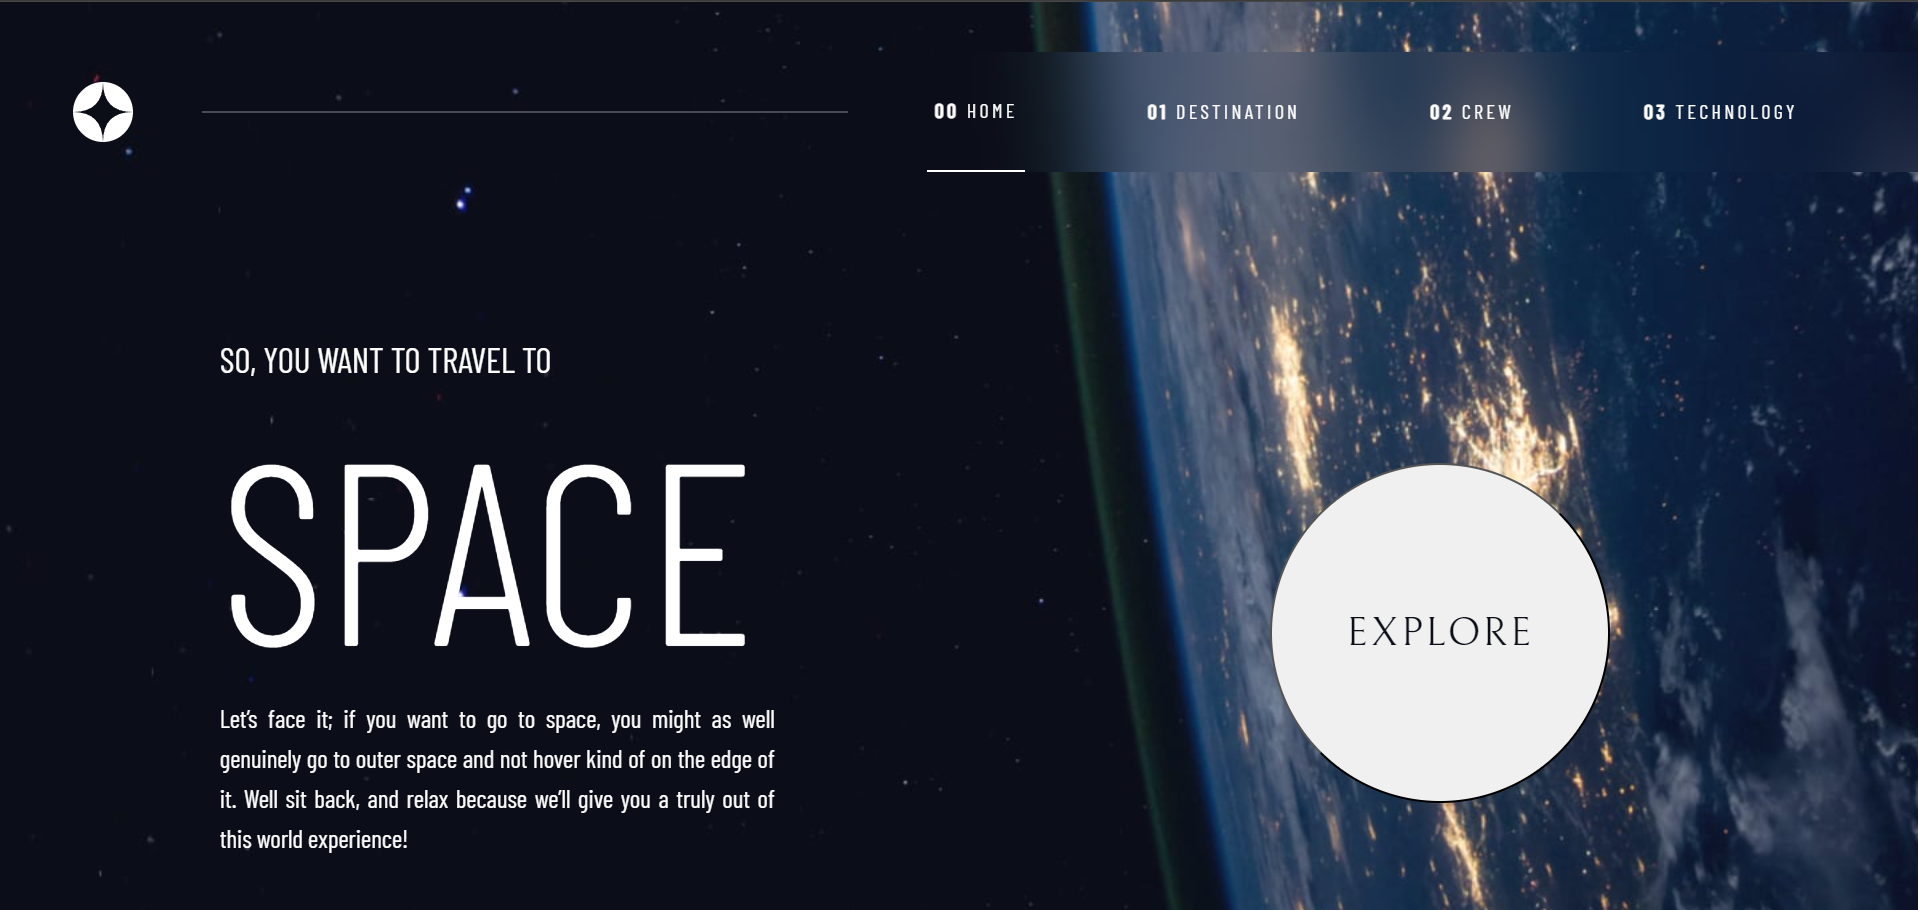 00 HOME 01 DESTINATION 02 CREW 03 TECHNOLOGY
SO, YOU WANT TO TRAVEL TO
SPACE
Let’s face it; if you want to go to space, you might as well
genuinely go to outer space and not hover kind of on the edge of
it. Well sit back, and relax because we’ll give you a truly out of
this world experience!
EXPLORE